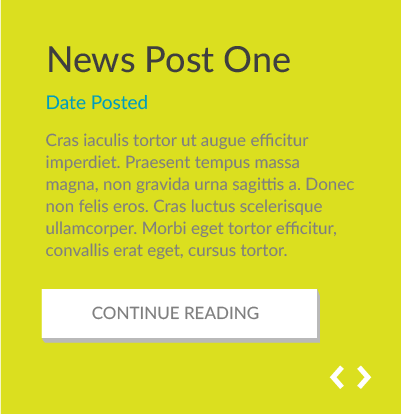 News Post One
Date Posted
Cras iaculis tortor ut augue efficitur
imperdiet. Praesent tempus massa
magna, non gravida urna sagittis a. Donec
non felis eros. Cras luctus scelerisque
ullamcorper. Morbi eget tortor efficitur,
convallis erat eget, cursus tortor.
CONTINUE READING